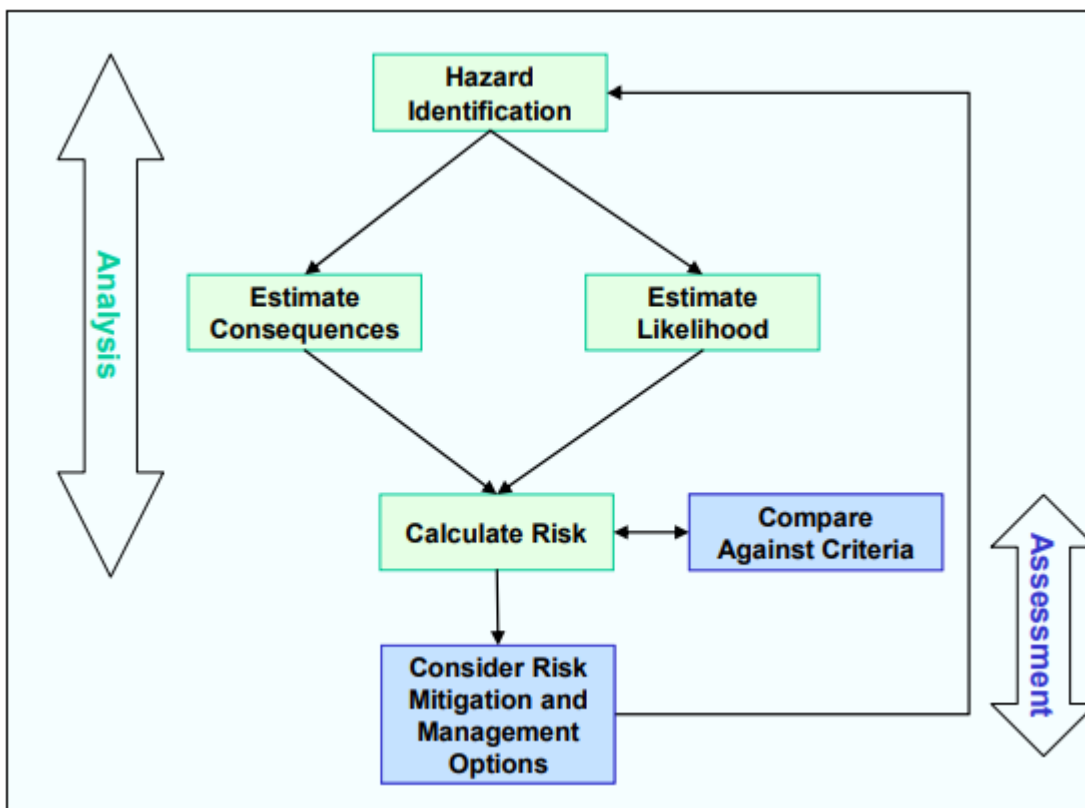 Hazard
Identification
Analysis
Estimate
Consequences
Estimate
Likelihood
Calculate Risk
Compare
Against Criteria
Assessment
Consider Risk
Mitigation and
Management
Options